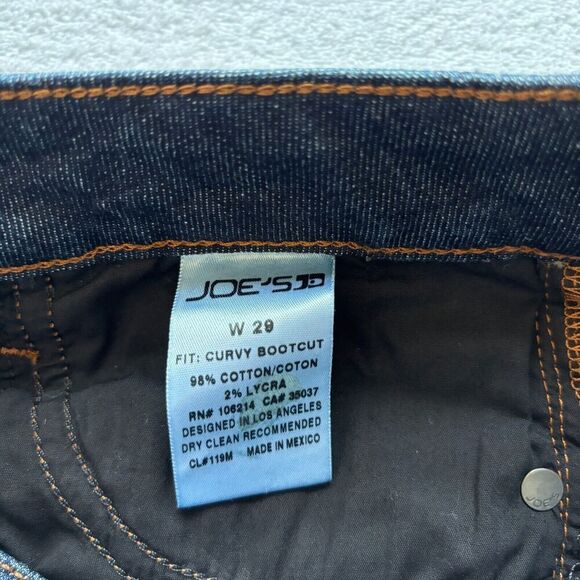 JOE'S JD
W 29
FIT: CURVY BOOTCUT
98% COTTON/COTON
2% LYCRA
RN# 106214 CA# 35037
DESIGNED IN LOS ANGELES
DRY CLEAN RECOMMENDED
CL#119M MADE IN MEXICO
JOE'S